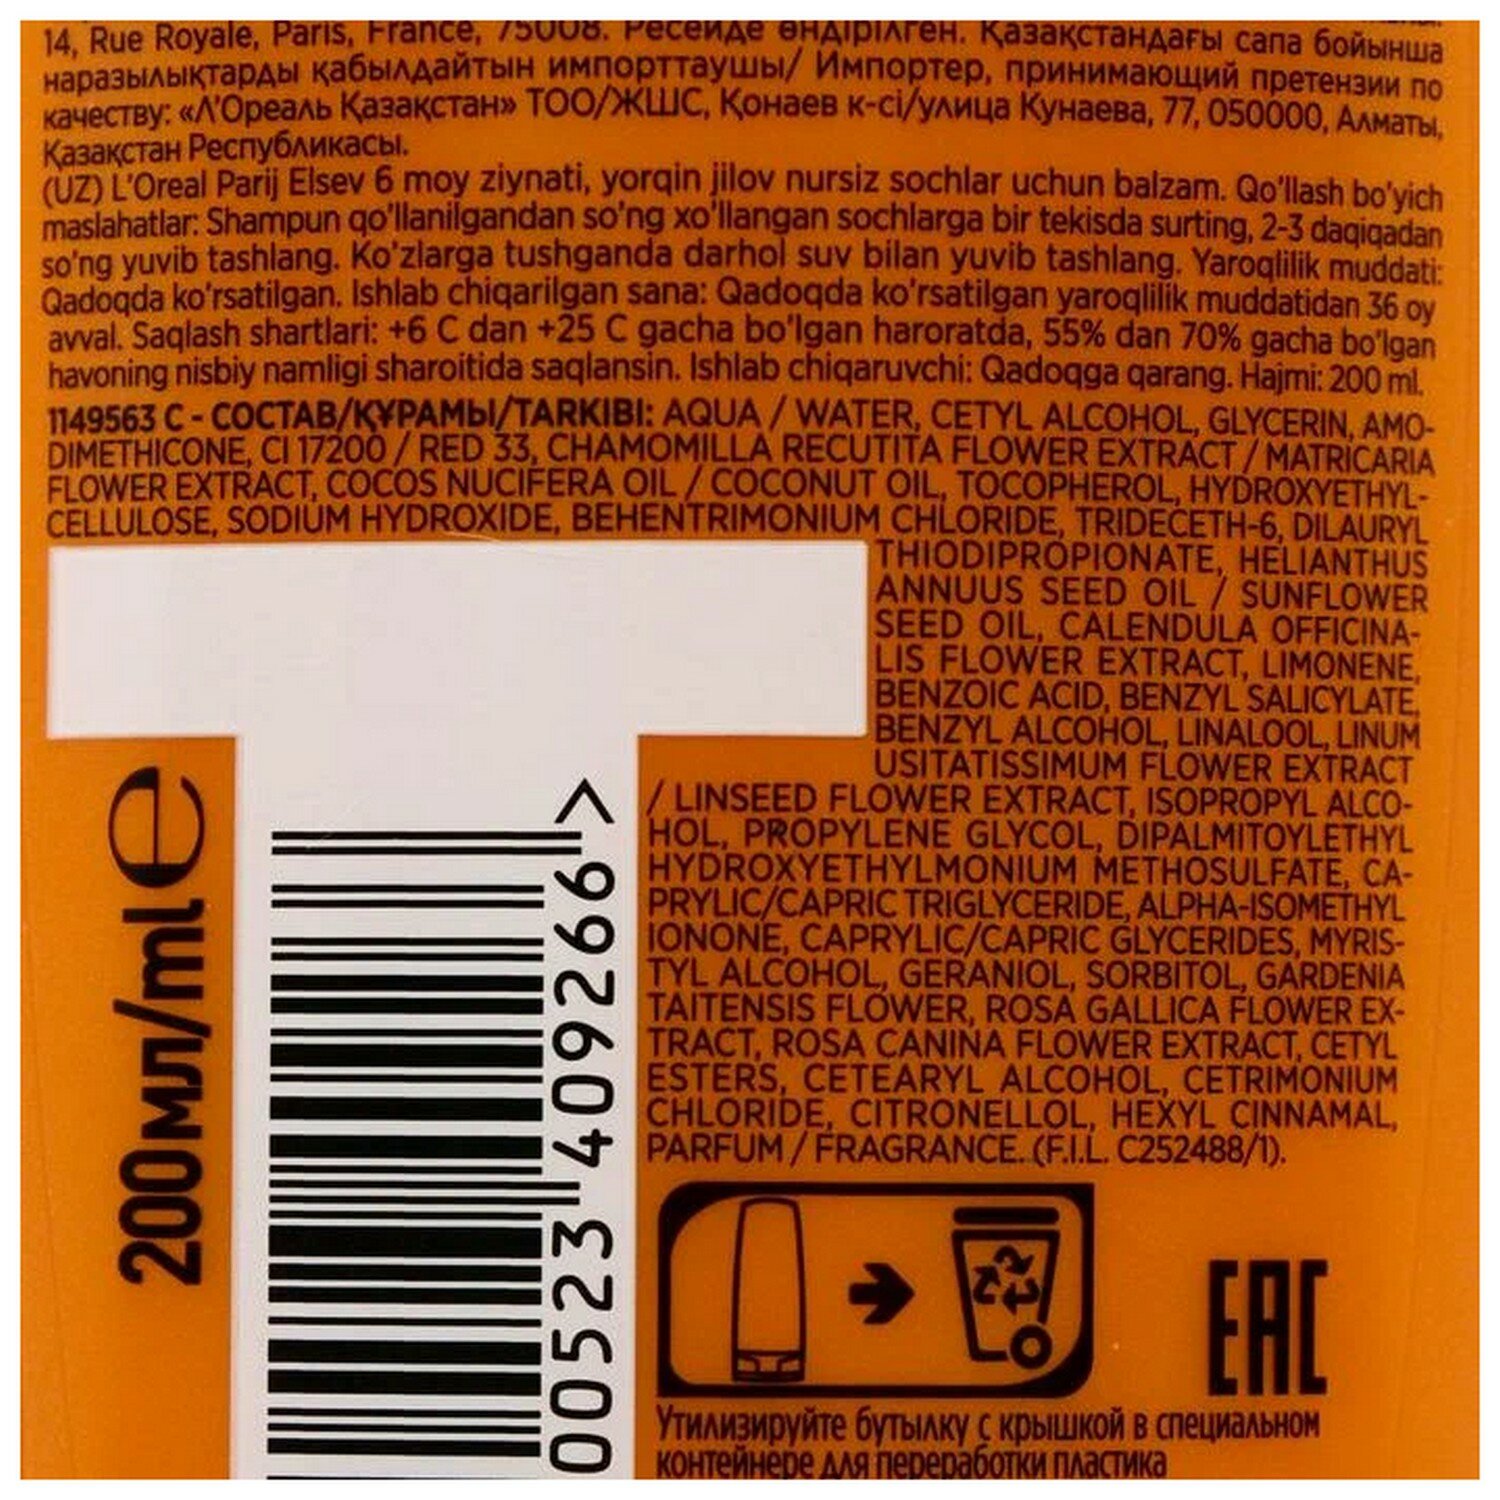 14, Rue Royale, Paris, France, 75008. Ресейде өндірілген. Қазақстандағы сапа бойынша
наразылықтарды қабылдайтын импорттаушы/ Импортер, принимающий претензии по
качеству: «Л'Ореаль Қазақстан» ТОО/ЖШС, Қонаев к-сі/улица Кунаева, 77, 050000, Алматы,
Қазақстан Республикасы.
(UZ) L'Oreal Parij Elsev 6 moy ziynati, yorqin jilov nursiz sochlar uchun balzam. Qo'llash bo'yich
maslahatlar: Shampun qo'llanilgandan so'ng xo'llangan sochlarga bir tekisda surting, 2-3 daqiqadan
so'ng yuvib tashlang. Ko'zlarga tushganda darhol suv bilan yuvib tashlang. Yaroqlilik muddati:
Qadoqda ko'rsatilgan. Ishlab chiqarilgan sana: Qadoqda ko'rsatilgan yaroqlilik muddatidan 36 oy
avval. Saqlash shartlari: +6 C dan +25 C gacha bo'lgan haroratda, 55% dan 70% gacha bo'lgan
havoning nisbiy namligi sharoitida saqlansin. Ishlab chiqaruvchi: Qadoqga qarang. Hajmi: 200 ml.
1149563 C - СОСТАВ/ҚҰРАМЫ/TARKIBI: AQUA / WATER, CETYL ALCOHOL, GLYCERIN, AMO-
DIMETHICONE, CI 17200 / RED 33, CHAMOMILLA RECUTITA FLOWER EXTRACT / MATRICARIA
FLOWER EXTRACT, COCOS NUCIFERA OIL / COCONUT OIL, TOCOPHEROL, HYDROXYETHYL-
CELLULOSE, SODIUM HYDROXIDE, BEHENTRIMONIUM CHLORIDE, TRIDECETH-6, DILAURYL
THIODIPROPIONATE, HELIANTHUS
ANNUUS SEED OIL / SUNFLOWER
SEED OIL, CALENDULA OFFICINA-
LIS FLOWER EXTRACT, LIMONENE,
BENZOIC ACID, BENZYL SALICYLATE,
BENZYL ALCOHOL, LINALOOL, LINUM
USITATISSIMUM FLOWER EXTRACT
/ LINSEED FLOWER EXTRACT, ISOPROPYL ALCO-
HOL, PROPYLENE GLYCOL, DIPALMITOYLETHYL
HYDROXYETHYLMONIUM METHOSULFATE, CA-
PRYLIC/CAPRIC TRIGLYCERIDE, ALPHA-ISOMETHYL
IONONE, CAPRYLIC/CAPRIC GLYCERIDES, MYRIS-
TYL ALCOHOL, GERANIOL, SORBITOL, GARDENIA
TAITENSIS FLOWER, ROSA GALLICA FLOWER EX-
TRACT, ROSA CANINA FLOWER EXTRACT, CETYL
ESTERS, CETEARYL ALCOHOL, CETRIMONIUM
CHLORIDE, CITRONELLOL, HEXYL CINNAMAL,
PARFUM / FRAGRANCE. (F.I.L. C252488/1).
200мл/ml e
00523 409266>
EAC
Утилизируйте бутылку с крышкой в специальном
контейнере для переработки пластика